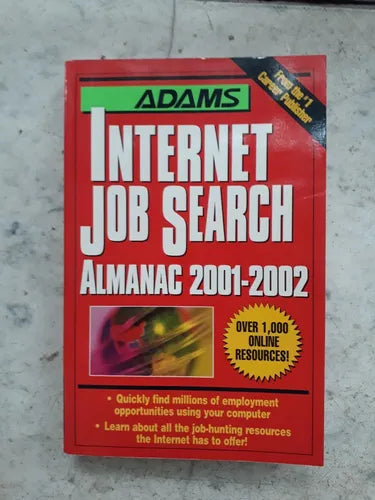 ADAMS
From the #1
Career Publisher
INTERNET
JOB SEARCH
ALMANAC 2001-2002
OVER 1,000
ONLINE
RESOURCES!
• Quickly find millions of employment
opportunities using your computer
• Learn about all the job-hunting resources
the Internet has to offer!